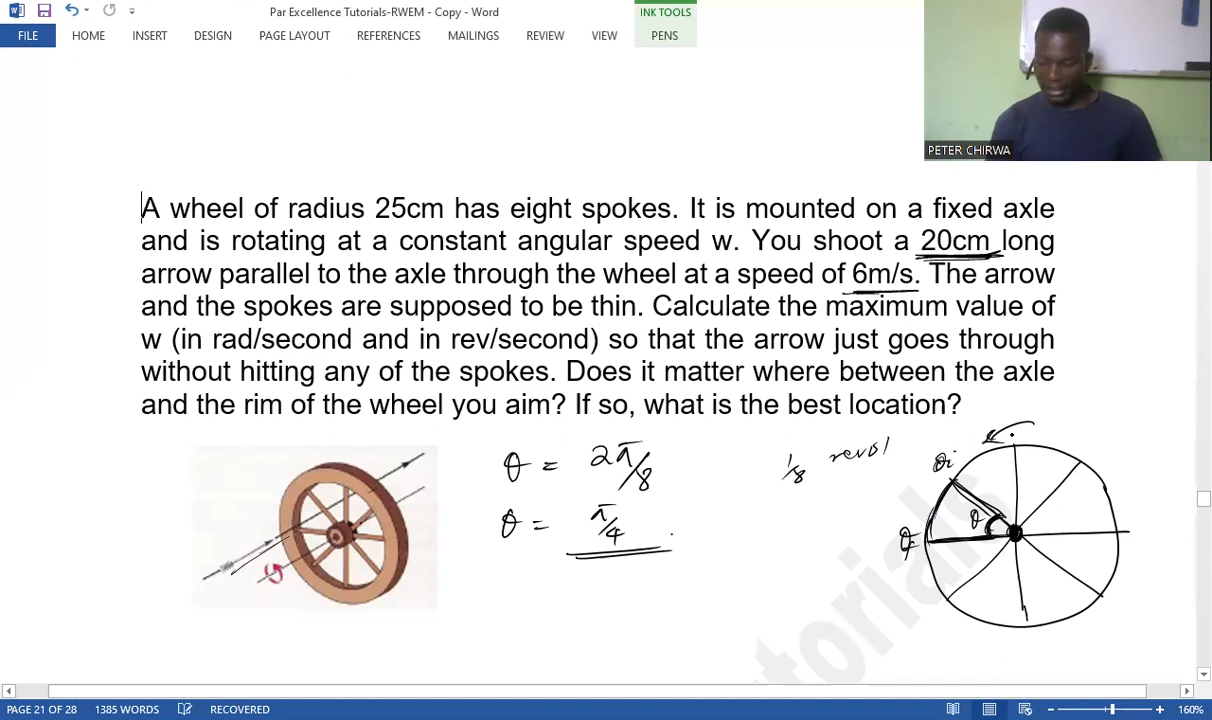 Par Excellence Tutorials-RWEM - Copy - Word
INK TOOLS
FILE HOME INSERT DESIGN PAGE LAYOUT REFERENCES MAILINGS REVIEW VIEW PENS
PETER CHIRWA
A wheel of radius 25cm has eight spokes. It is mounted on a fixed axle
and is rotating at a constant angular speed w. You shoot a 20cm long
arrow parallel to the axle through the wheel at a speed of 6m/s. The arrow
and the spokes are supposed to be thin. Calculate the maximum value of
w (in rad/second and in rev/second) so that the arrow just goes through
without hitting any of the spokes. Does it matter where between the axle
and the rim of the wheel you aim? If so, what is the best location?
θ = 2π/8
1/8 revol
θi
θ
θf
θ = π/4
torials
PAGE 21 OF 28 1385 WORDS RECOVERED 160%